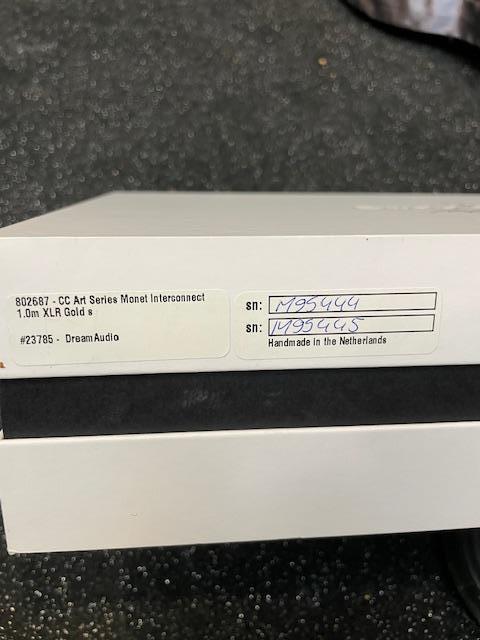 802687 - CC Art Series Monet Interconnect
1.0m XLR Gold s
#23785 - DreamAudio
sn: M95444
sn: M95445
Handmade in the Netherlands